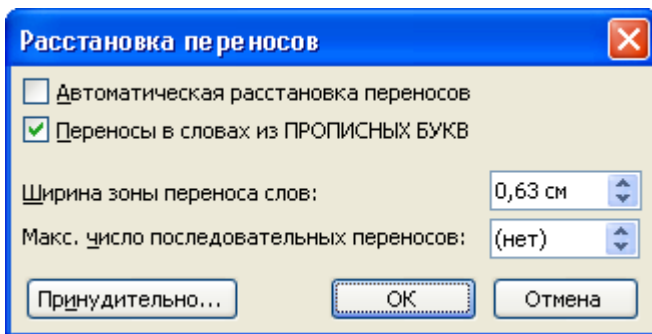 Расстановка переносов
Автоматическая расстановка переносов
Переносы в словах из ПРОПИСНЫХ БУКВ
Ширина зоны переноса слов: 0,63 см
Макс. число последовательных переносов: (нет)
Принудительно... ОК Отмена